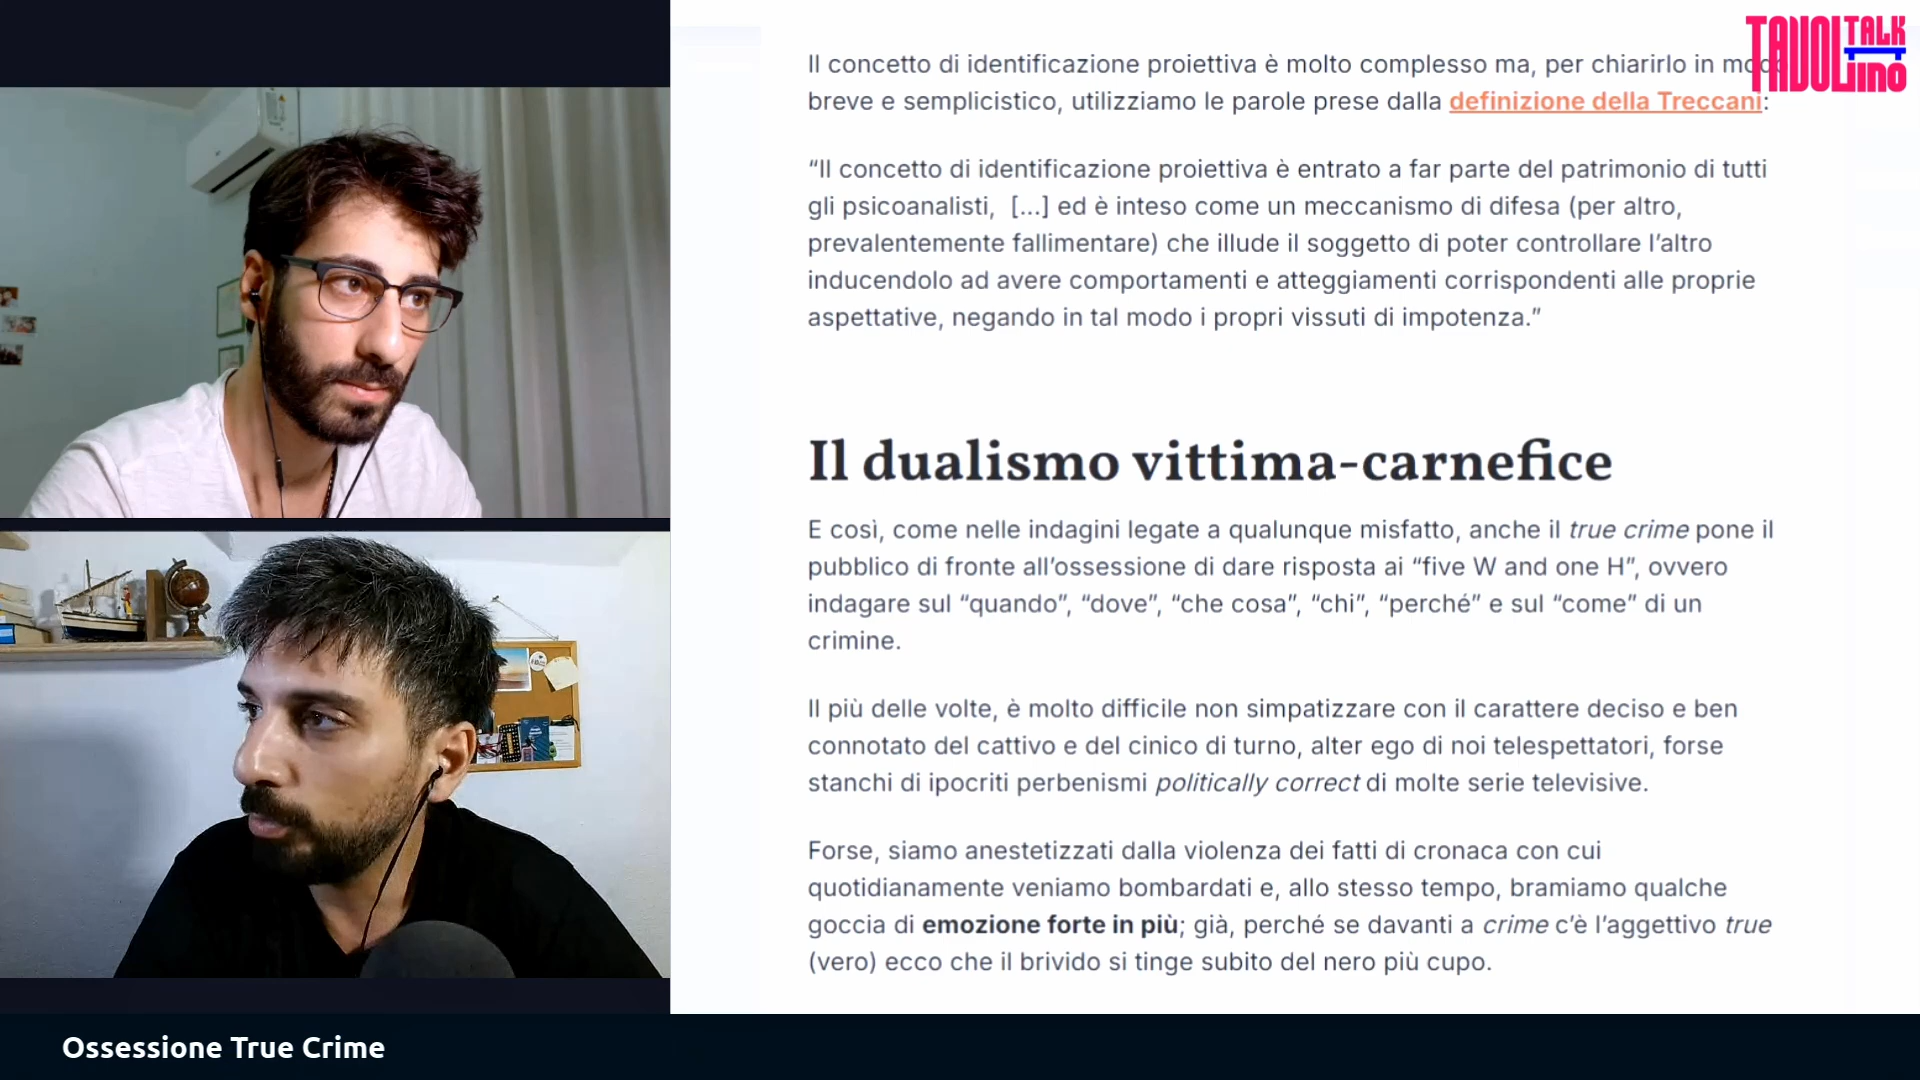 TAVOLIINO TALK
Il concetto di identificazione proiettiva è molto complesso ma, per chiarirlo in modo
breve e semplicistico, utilizziamo le parole prese dalla definizione della Treccani:
“Il concetto di identificazione proiettiva è entrato a far parte del patrimonio di tutti
gli psicoanalisti,  [...] ed è inteso come un meccanismo di difesa (per altro,
prevalentemente fallimentare) che illude il soggetto di poter controllare l’altro
inducendolo ad avere comportamenti e atteggiamenti corrispondenti alle proprie
aspettative, negando in tal modo i propri vissuti di impotenza.”
Il dualismo vittima-carnefice
E così, come nelle indagini legate a qualunque misfatto, anche il true crime pone il
pubblico di fronte all’ossessione di dare risposta ai “five W and one H”, ovvero
indagare sul “quando”, “dove”, “che cosa”, “chi”, “perché” e sul “come” di un
crimine.
Il più delle volte, è molto difficile non simpatizzare con il carattere deciso e ben
connotato del cattivo e del cinico di turno, alter ego di noi telespettatori, forse
stanchi di ipocriti perbenismi politically correct di molte serie televisive.
Forse, siamo anestetizzati dalla violenza dei fatti di cronaca con cui
quotidianamente veniamo bombardati e, allo stesso tempo, bramiamo qualche
goccia di emozione forte in più; già, perché se davanti a crime c’è l’aggettivo true
(vero) ecco che il brivido si tinge subito del nero più cupo.
Ossessione True Crime